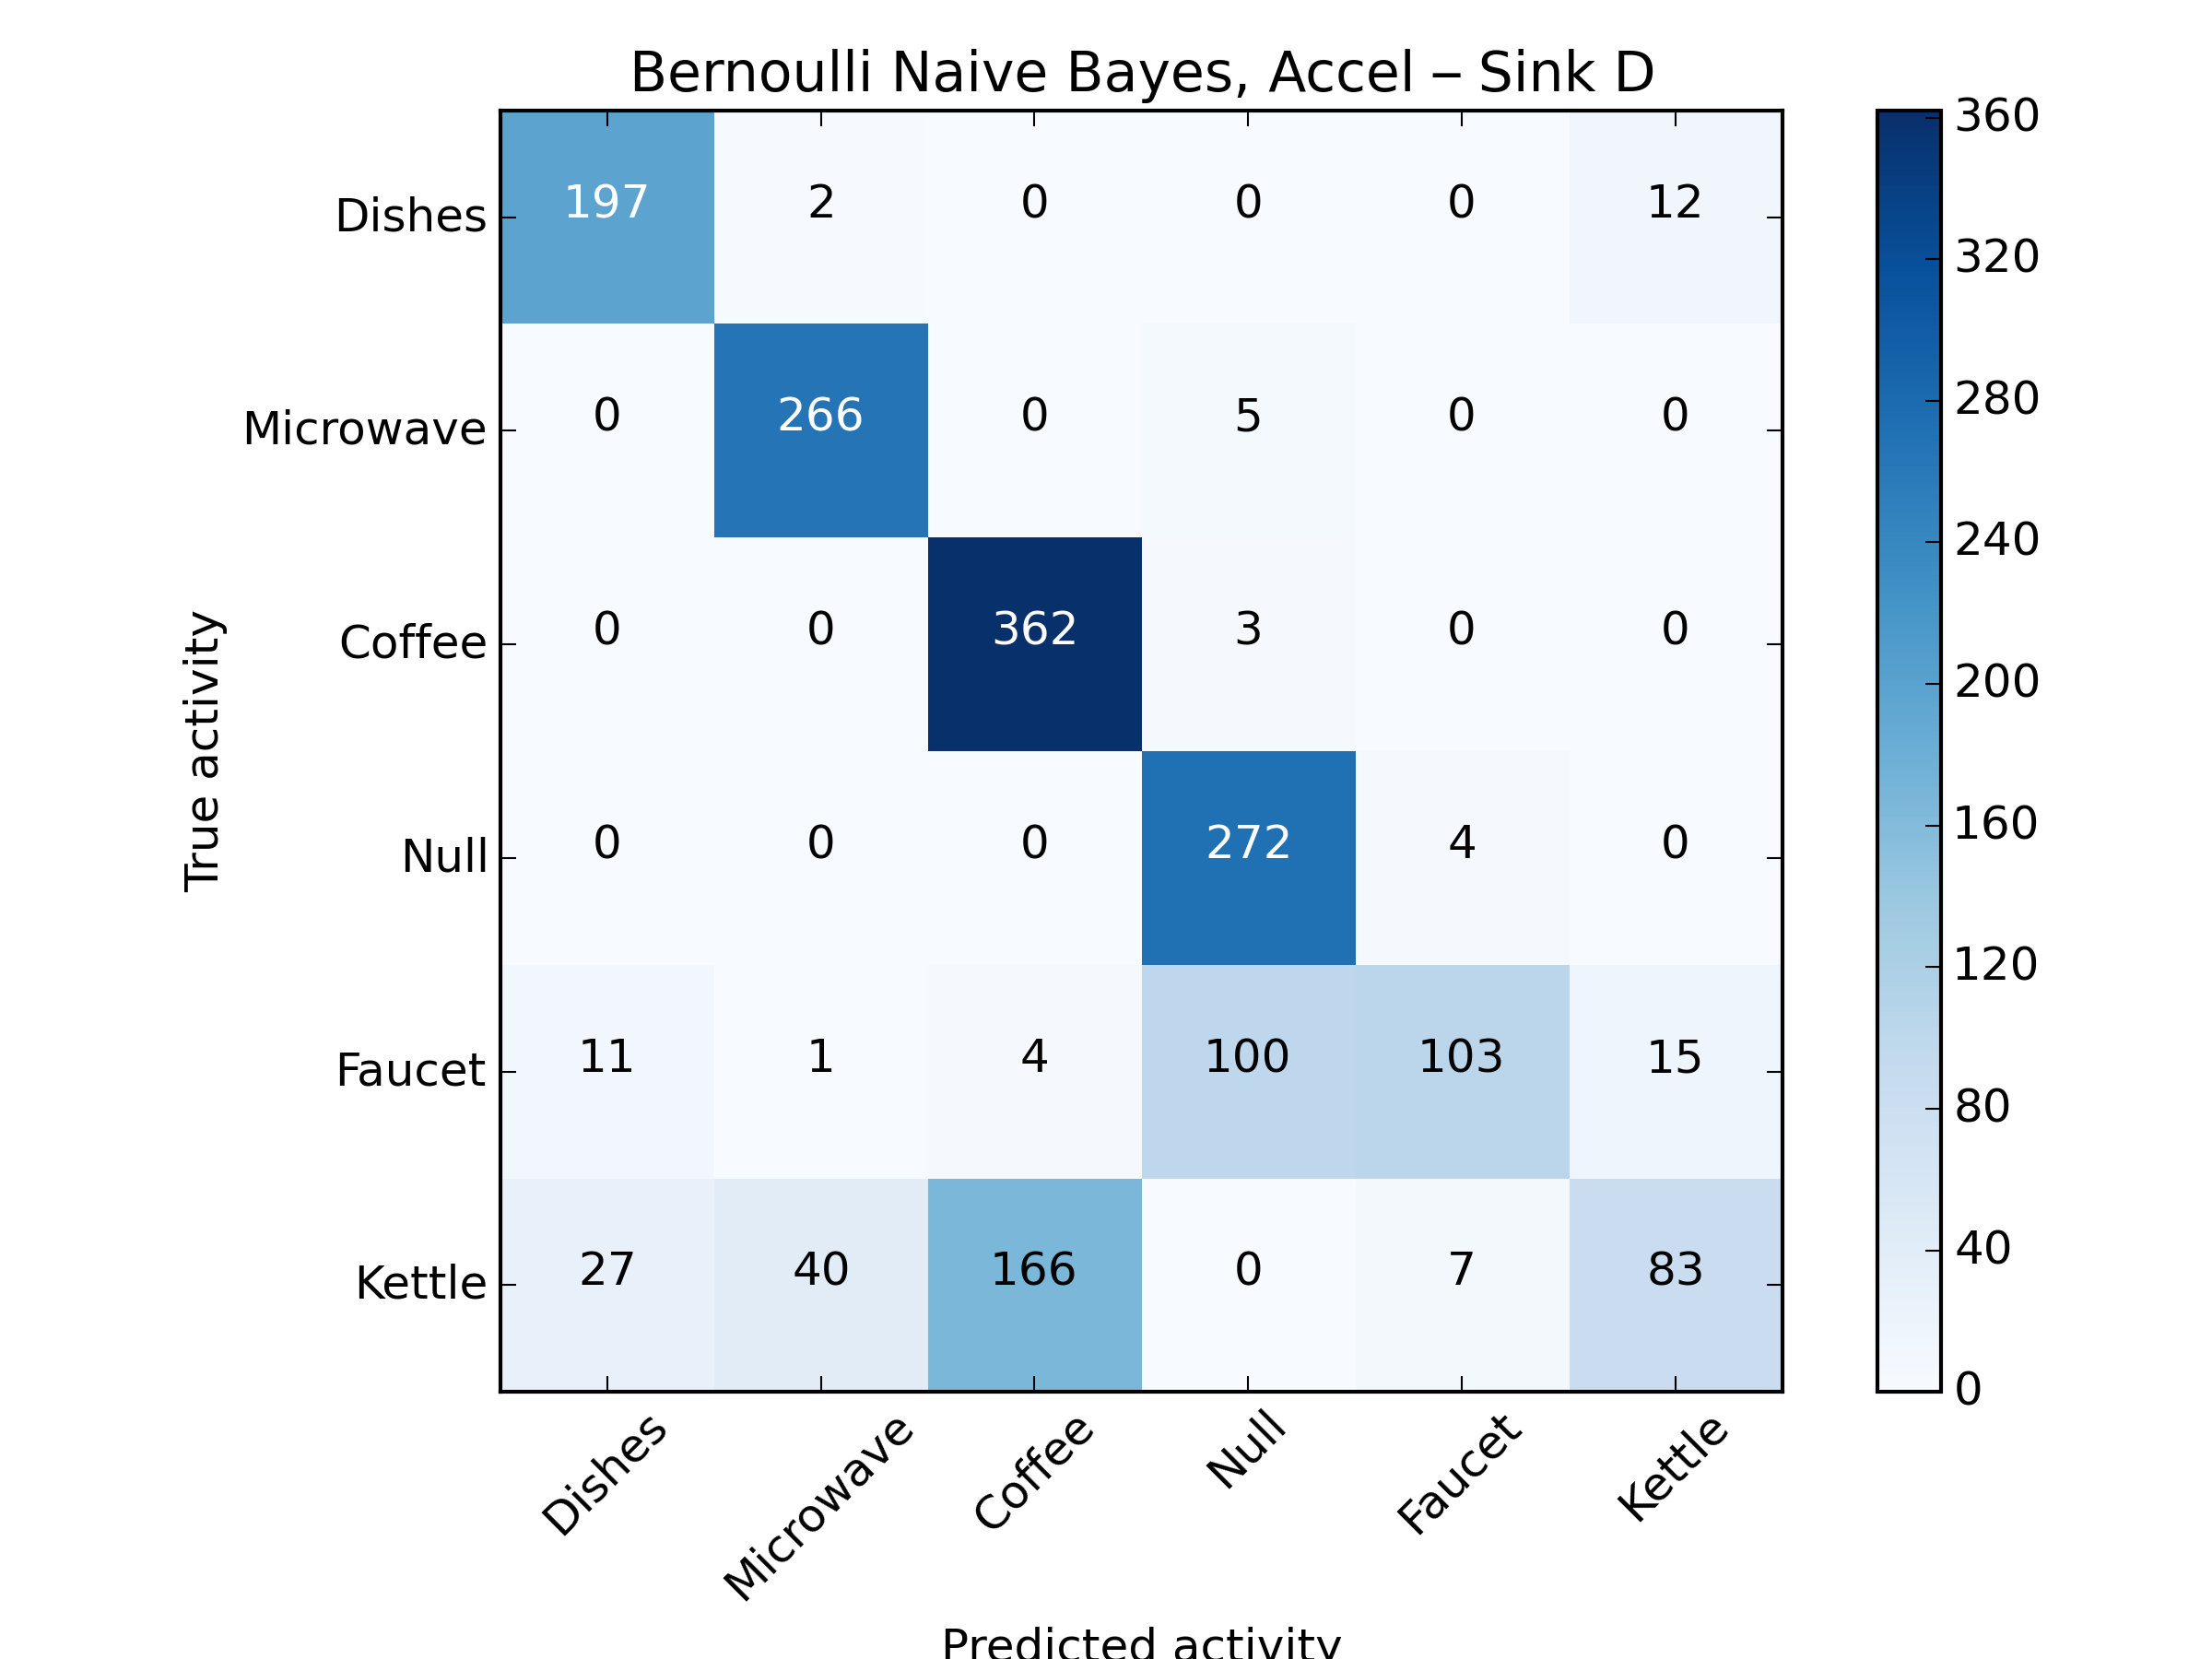 Bernoulli Naive Bayes, Accel – Sink D
360
Dishes 197 2 0 0 0 12
320
280
Microwave 0 266 0 5 0 0
240
Coffee 0 0 362 3 0 0
200
True activity
160
Null 0 0 0 272 4 0
120
Faucet 11 1 4 100 103 15
80
40
Kettle 27 40 166 0 7 83
0
Dishes Microwave Coffee Null Faucet Kettle
Predicted activity